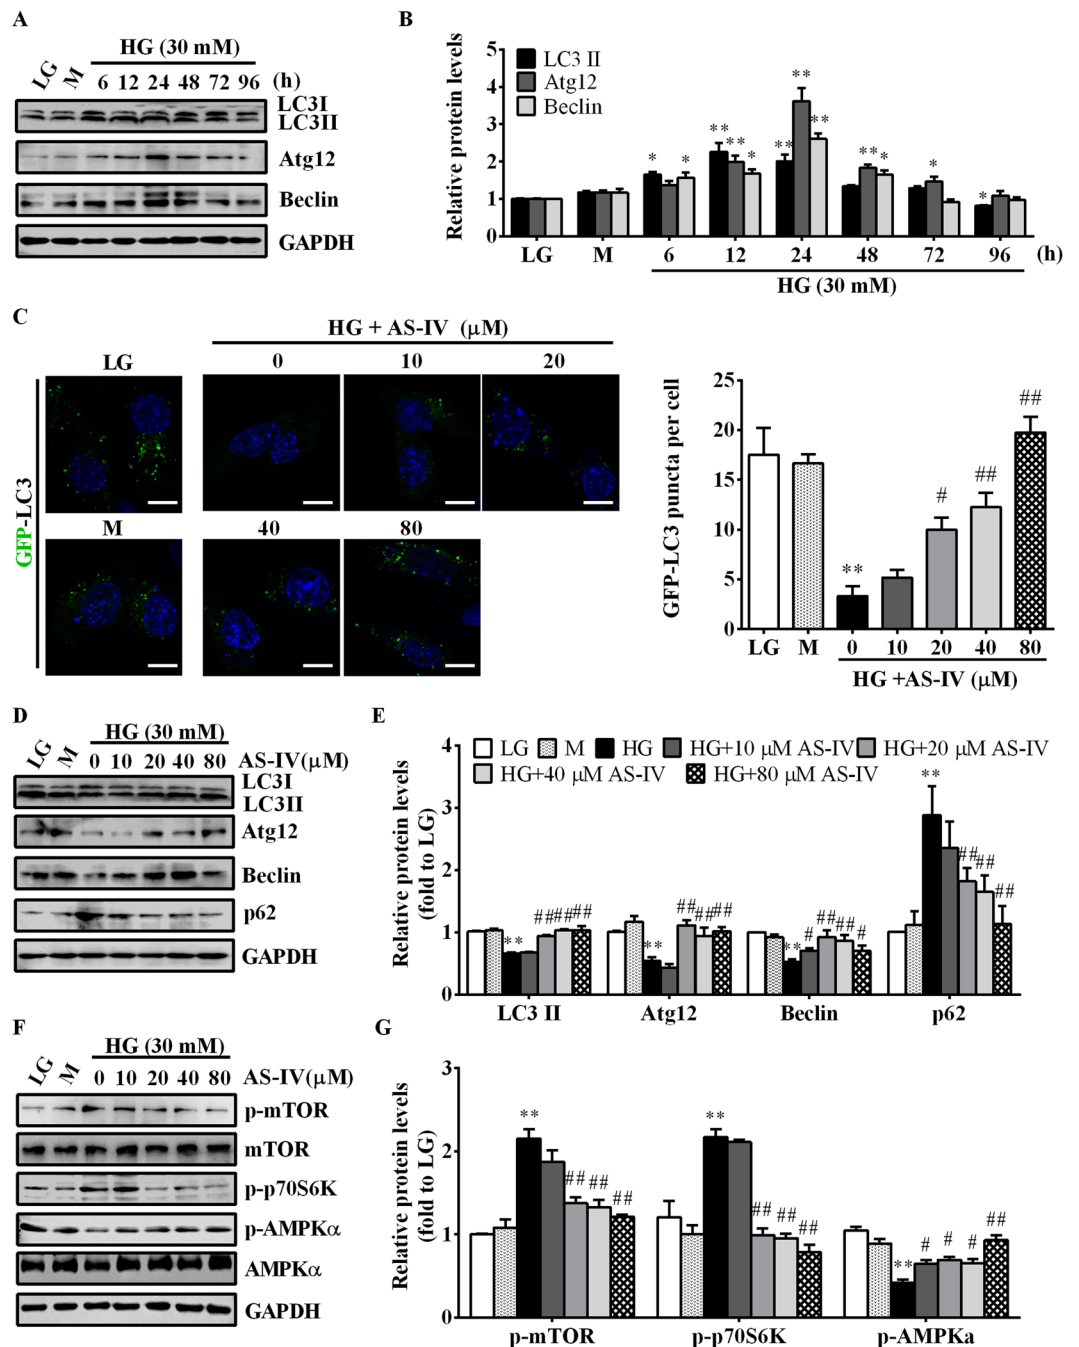 A
HG (30 mM)
LG M 6 12 24 48 72 96 (h)
LC3I
LC3II
Atg12
Beclin
GAPDH
B
Relative protein levels
5
4
3
2
1
0
LC3 II
Atg12
Beclin
* *
** ** *
** ** **
** *
*
*
LG M 6 12 24 48 72 96 (h)
HG (30 mM)
C
HG + AS-IV (μM)
LG 0 10 20
GFP-LC3
M 40 80
GFP-LC3 puncta per cell
25
20
15
10
5
0
** # ## ##
LG M 0 10 20 40 80
HG +AS-IV (μM)
D
HG (30 mM)
LG M 0 10 20 40 80 AS-IV(μM)
LC3I
LC3II
Atg12
Beclin
p62
GAPDH
E
Relative protein levels
(fold to LG)
4
3
2
1
0
LG M HG HG+10 μM AS-IV HG+20 μM AS-IV
HG+40 μM AS-IV HG+80 μM AS-IV
** ## ## ##
** ## ## ##
** # ## ## #
** ## ## ##
LC3 II Atg12 Beclin p62
F
HG (30 mM)
LG M 0 10 20 40 80 AS-IV(μM)
p-mTOR
mTOR
p-p70S6K
p-AMPKα
AMPKα
GAPDH
G
Relative protein levels
(fold to LG)
3
2
1
0
** ## ## ##
** ## ## ##
** # # # ##
p-mTOR p-p70S6K p-AMPKa